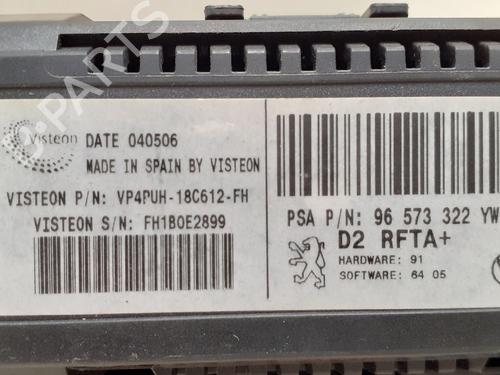 Visteon
DATE 040506
MADE IN SPAIN BY VISTEON
VISTEON P/N: VP4PUH-18C612-FH
VISTEON S/N: FH1B0E2899
PSA P/N: 96 573 322 YW
D2 RFTA+
HARDWARE: 91
SOFTWARE: 64 05
PARTS